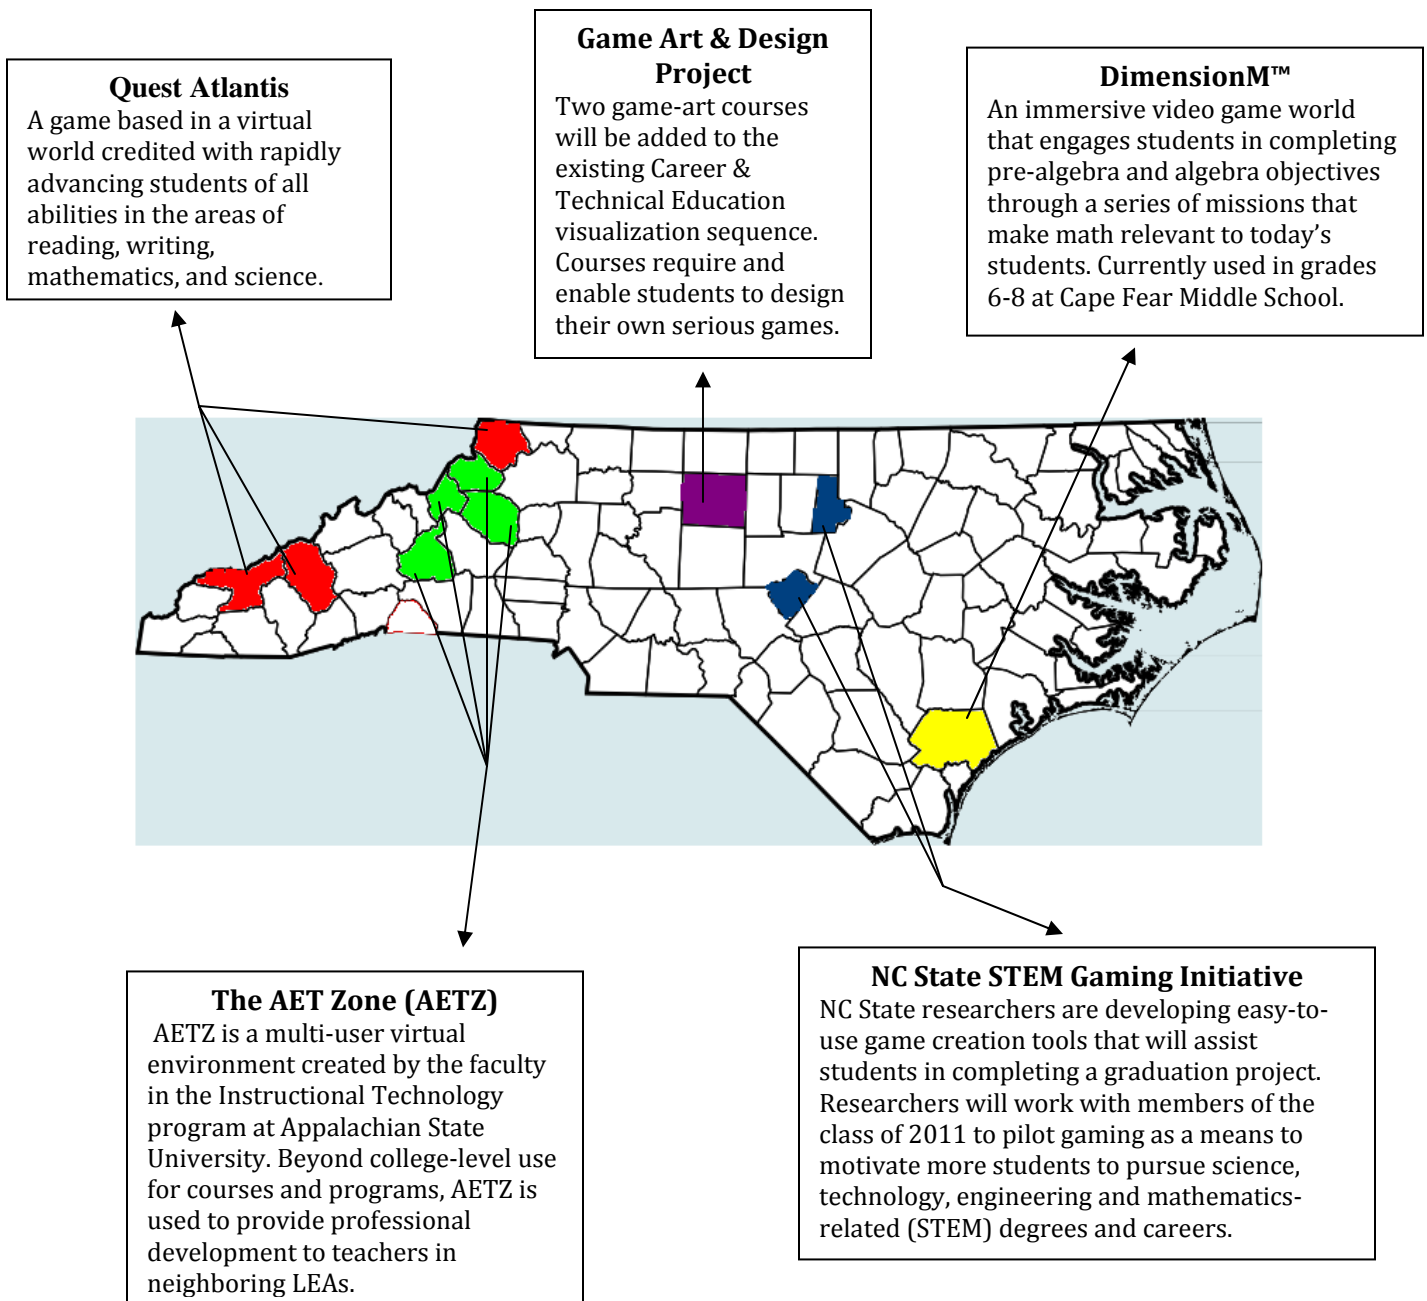 Quest Atlantis
A game based in a virtual
world credited with rapidly
advancing students of all
abilities in the areas of
reading, writing,
mathematics, and science.
Game Art & Design
Project
Two game-art courses
will be added to the
existing Career &
Technical Education
visualization sequence.
Courses require and
enable students to design
their own serious games.
DimensionM™
An immersive video game world
that engages students in completing
pre-algebra and algebra objectives
through a series of missions that
make math relevant to today’s
students. Currently used in grades
6-8 at Cape Fear Middle School.
The AET Zone (AETZ)
AETZ is a multi-user virtual
environment created by the faculty
in the Instructional Technology
program at Appalachian State
University. Beyond college-level use
for courses and programs, AETZ is
used to provide professional
development to teachers in
neighboring LEAs.
NC State STEM Gaming Initiative
NC State researchers are developing easy-to-
use game creation tools that will assist
students in completing a graduation project.
Researchers will work with members of the
class of 2011 to pilot gaming as a means to
motivate more students to pursue science,
technology, engineering and mathematics-
related (STEM) degrees and careers.